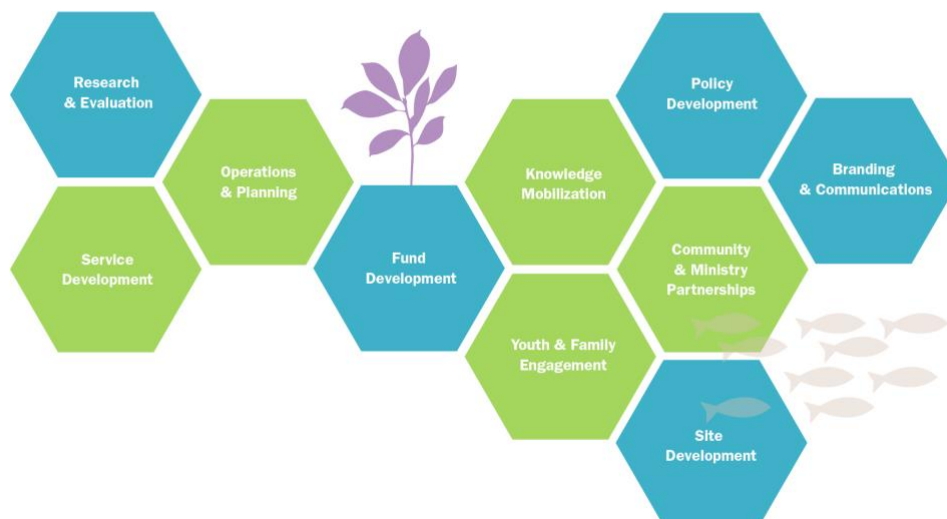 Research
& Evaluation
Operations
& Planning
Service
Development
Fund
Development
Knowledge
Mobilization
Youth & Family
Engagement
Policy
Development
Branding
& Communications
Community
& Ministry
Partnerships
Site
Development